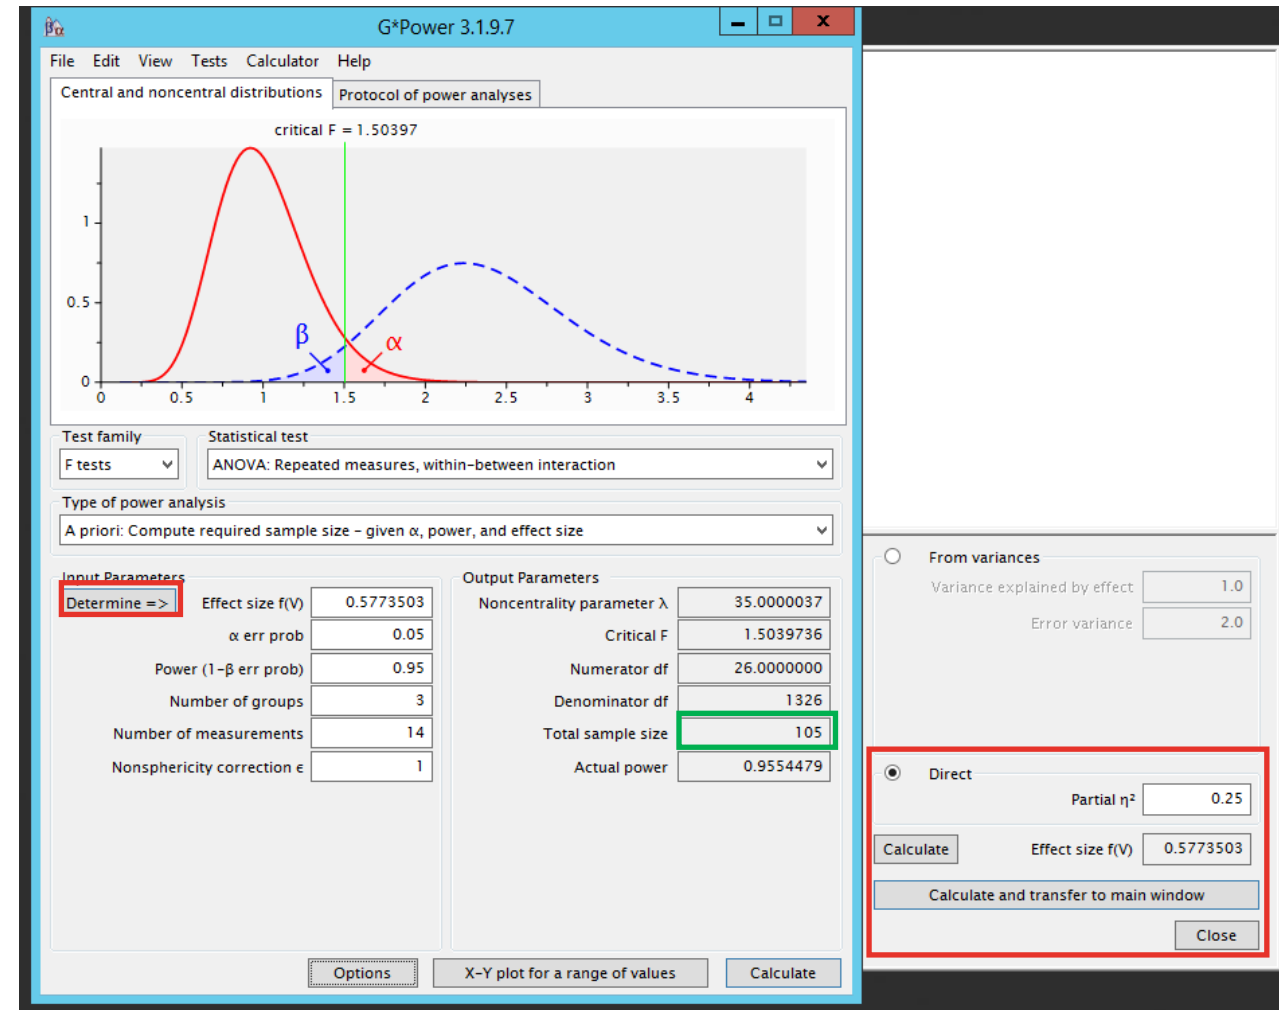 βα
G*Power 3.1.9.7
X
File Edit View Tests Calculator Help
Central and noncentral distributions Protocol of power analyses
critical F = 1.50397
1
0.5
0
β
α
0 0.5 1 1.5 2 2.5 3 3.5 4
Test family Statistical test
F tests ANOVA: Repeated measures, within-between interaction
Type of power analysis
A priori: Compute required sample size - given α, power, and effect size
Input Parameters Output Parameters
Determine => Effect size f(V) 0.5773503 Noncentrality parameter λ 35.0000037
α err prob 0.05 Critical F 1.5039736
Power (1-β err prob) 0.95 Numerator df 26.0000000
Number of groups 3 Denominator df 1326
Number of measurements 14 Total sample size 105
Nonsphericity correction ϵ 1 Actual power 0.9554479
Options X-Y plot for a range of values Calculate
From variances
Variance explained by effect 1.0
Error variance 2.0
Direct
Partial η² 0.25
Calculate Effect size f(V) 0.5773503
Calculate and transfer to main window
Close